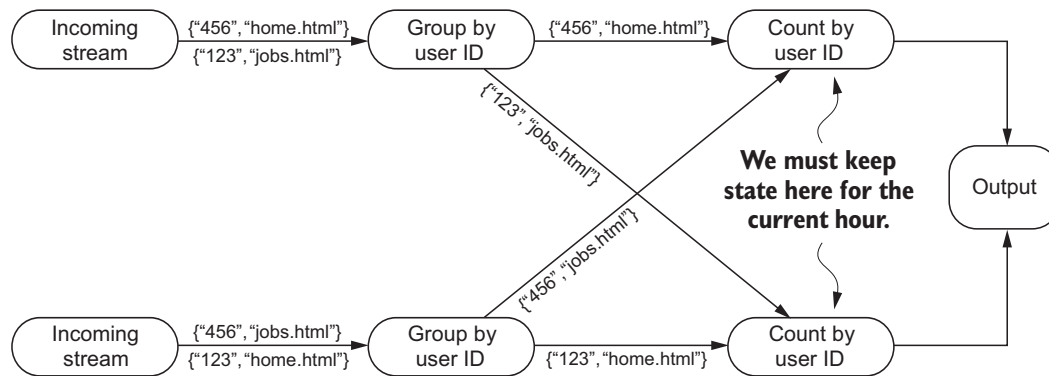 Incoming
stream
{“456”,“home.html”}
{“123”,“jobs.html”}
Group by
user ID
{“456”,“home.html”}
Count by
user ID
{“123”,“jobs.html”}
We must keep
state here for the
current hour.
Output
{“456”,“jobs.html”}
Incoming
stream
{“456”,“jobs.html”}
{“123”,“home.html”}
Group by
user ID
{“123”,“home.html”}
Count by
user ID